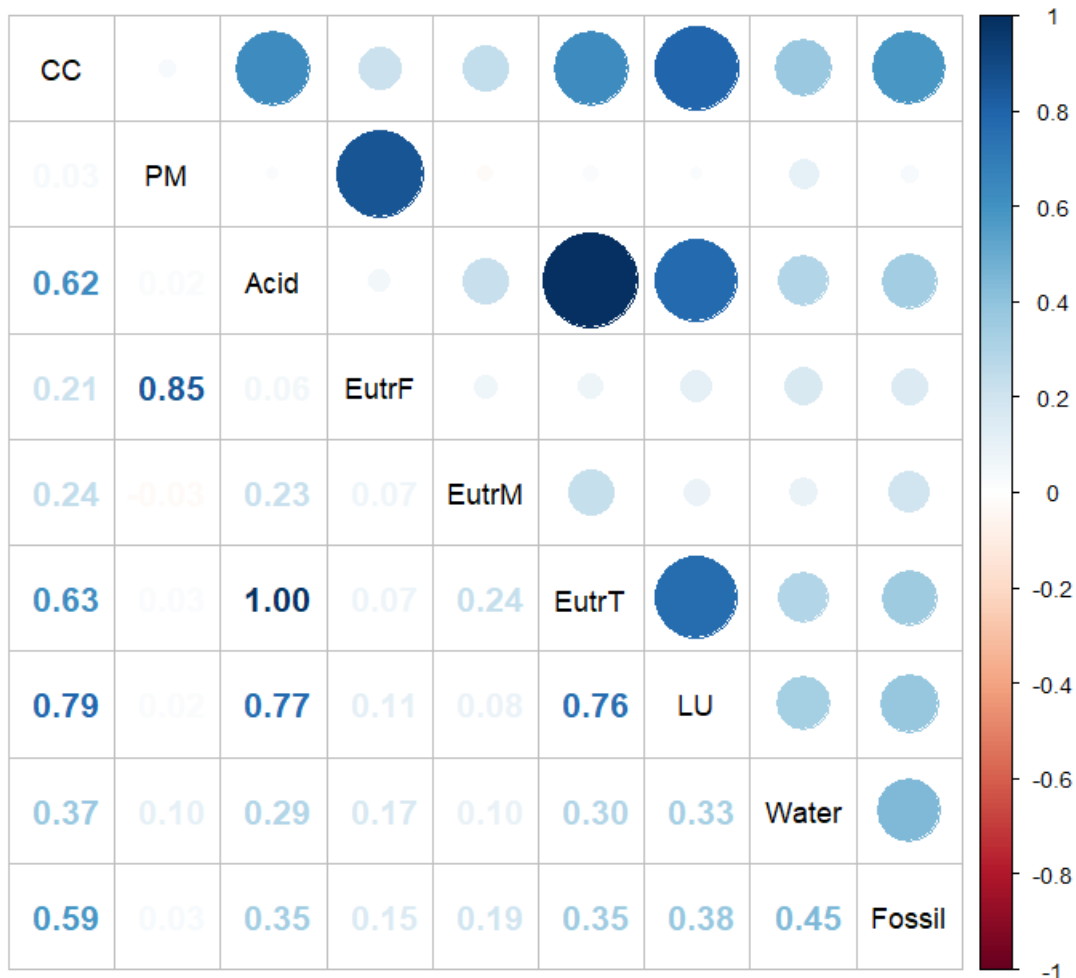 CC
0.03 PM
0.62 0.02 Acid
0.21 0.85 0.06 EutrF
0.24 -0.03 0.23 0.07 EutrM
0.63 0.03 1.00 0.07 0.24 EutrT
0.79 0.02 0.77 0.11 0.08 0.76 LU
0.37 0.10 0.29 0.17 0.10 0.30 0.33 Water
0.59 0.03 0.35 0.15 0.19 0.35 0.38 0.45 Fossil
1
0.8
0.6
0.4
0.2
0
-0.2
-0.4
-0.6
-0.8
-1